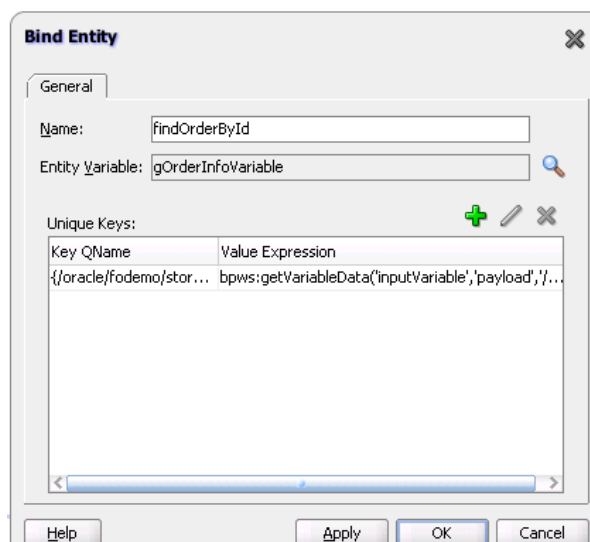 Bind Entity
General
Name: findOrderById
Entity Variable: gOrderInfoVariable
Unique Keys:
Key QName Value Expression
{/oracle/fodemo/stor... bpws:getVariableData('inputVariable','payload','/...
Help Apply OK Cancel